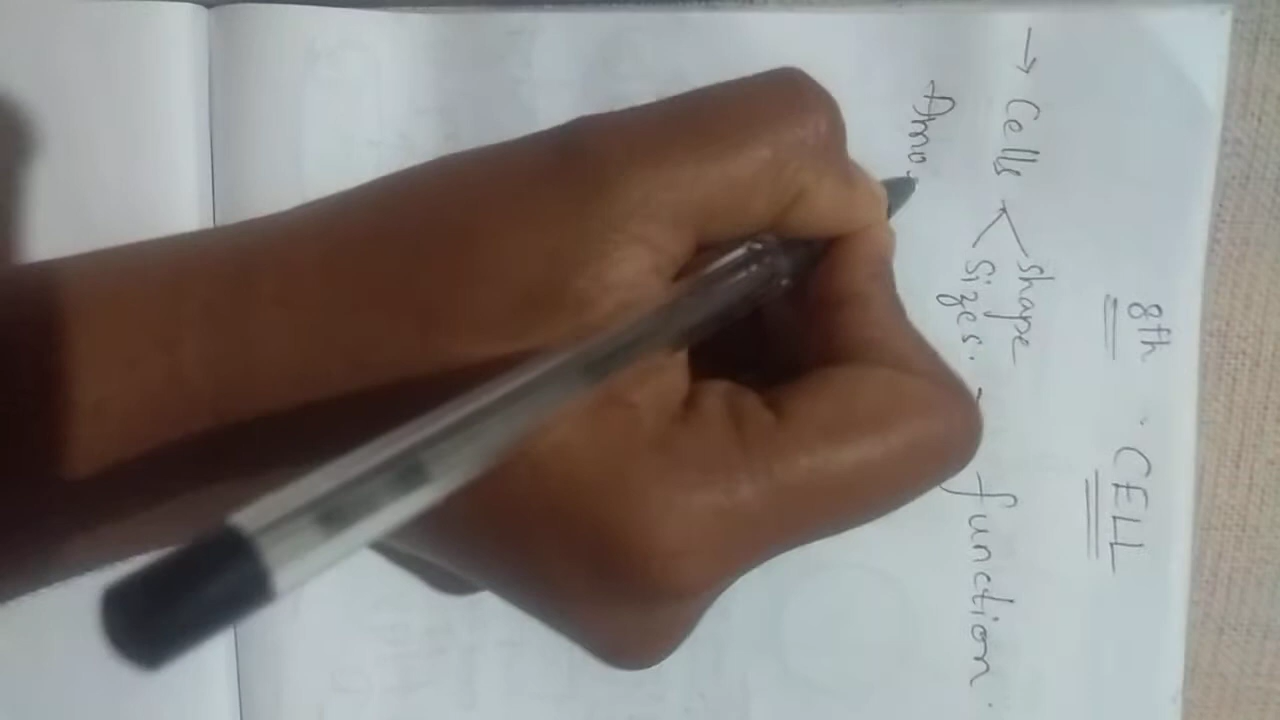 8th . CELL
→ Cells shape
sizes. - function.
Amo